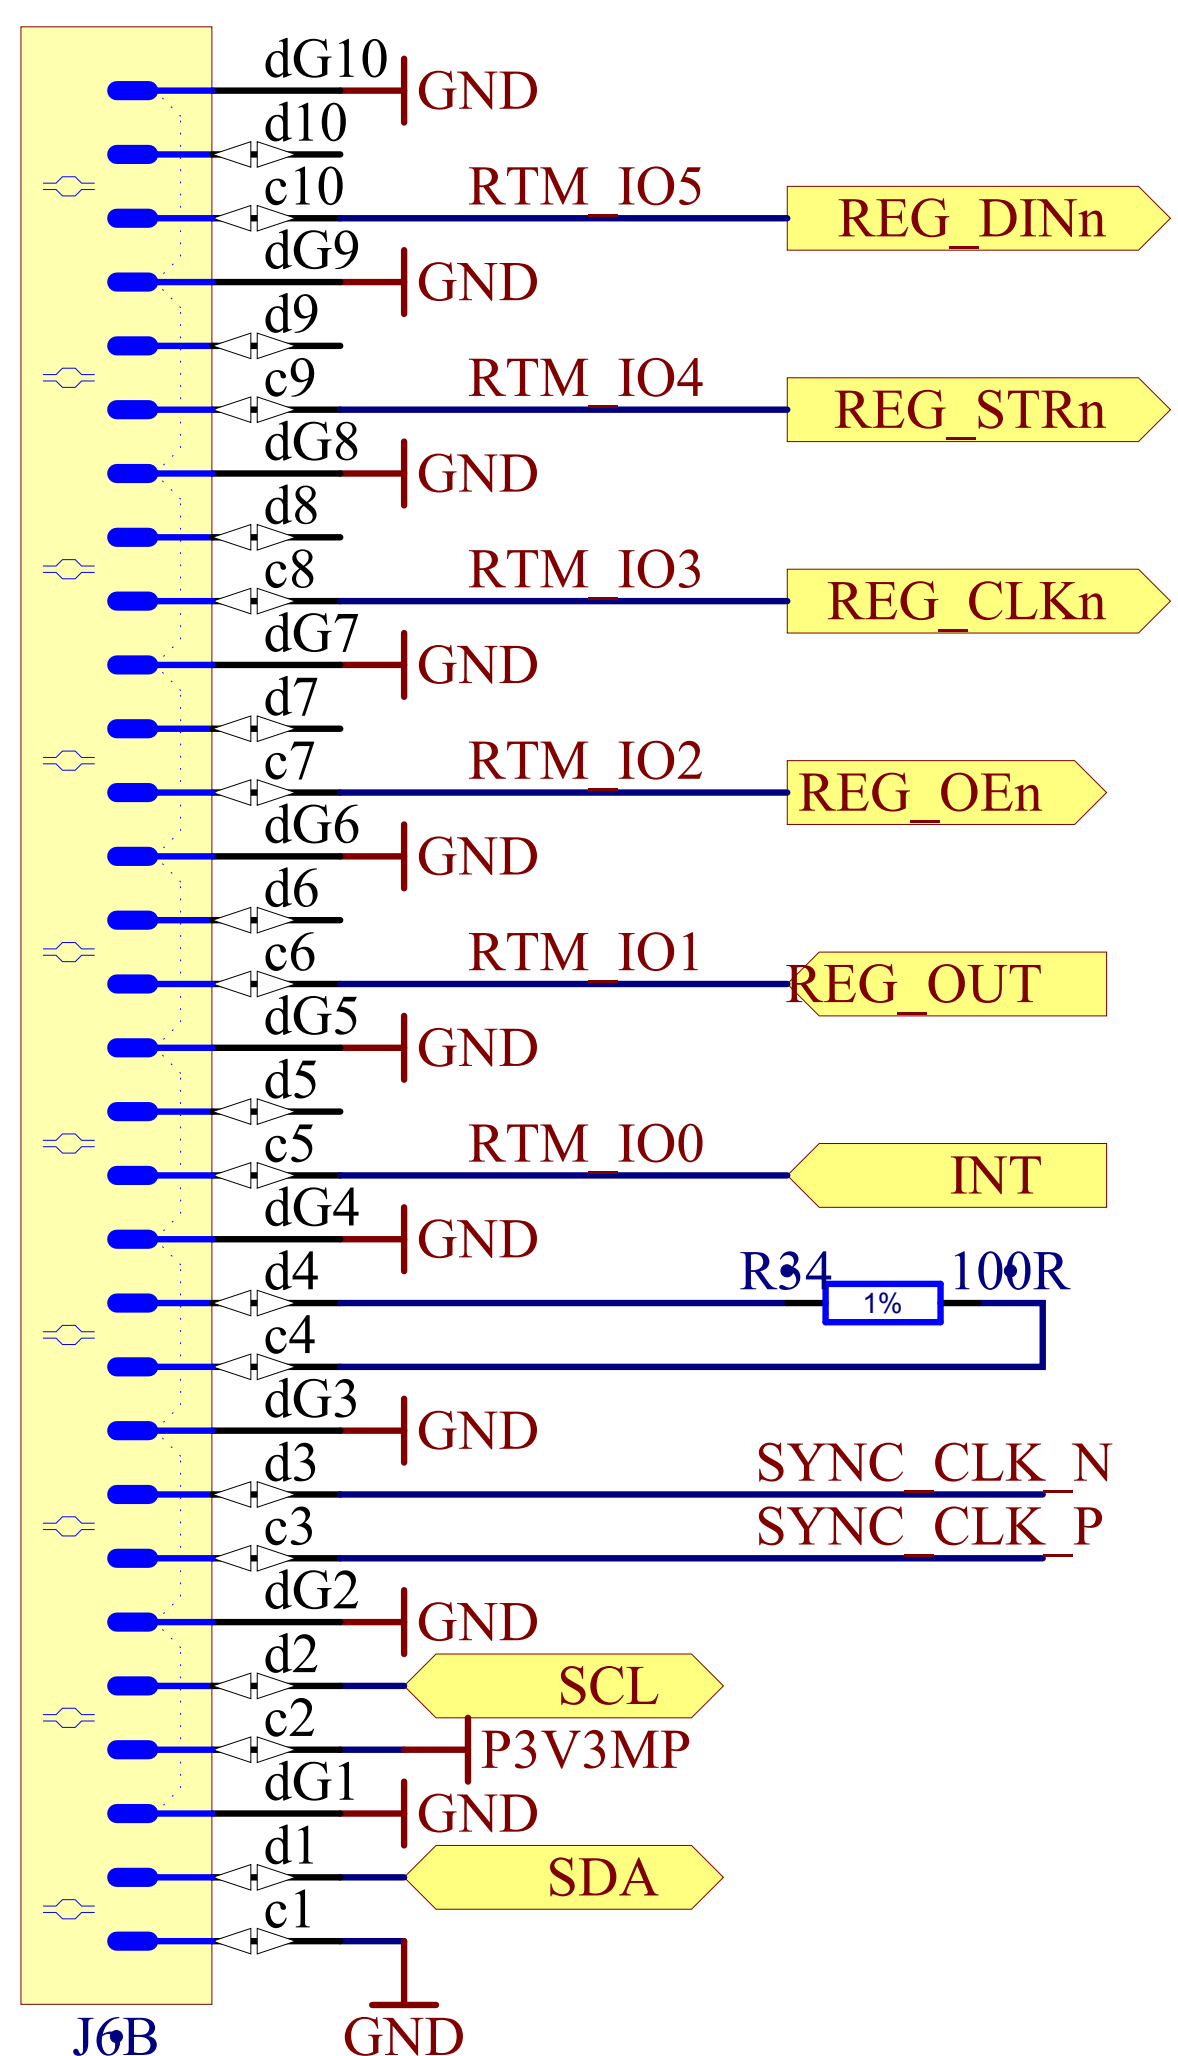 dG10
GND
d10
c10 RTM_IO5 REG_DINn
dG9
GND
d9
c9 RTM_IO4 REG_STRn
dG8
GND
d8
c8 RTM_IO3 REG_CLKn
dG7
GND
d7
c7 RTM_IO2 REG_OEn
dG6
GND
d6
c6 RTM_IO1 REG_OUT
dG5
GND
d5
c5 RTM_IO0 INT
dG4
GND
d4 R34 100R
1%
c4
dG3
GND
d3 SYNC_CLK_N
c3 SYNC_CLK_P
dG2
GND
d2 SCL
c2 P3V3MP
dG1
GND
d1 SDA
c1
J6B GND